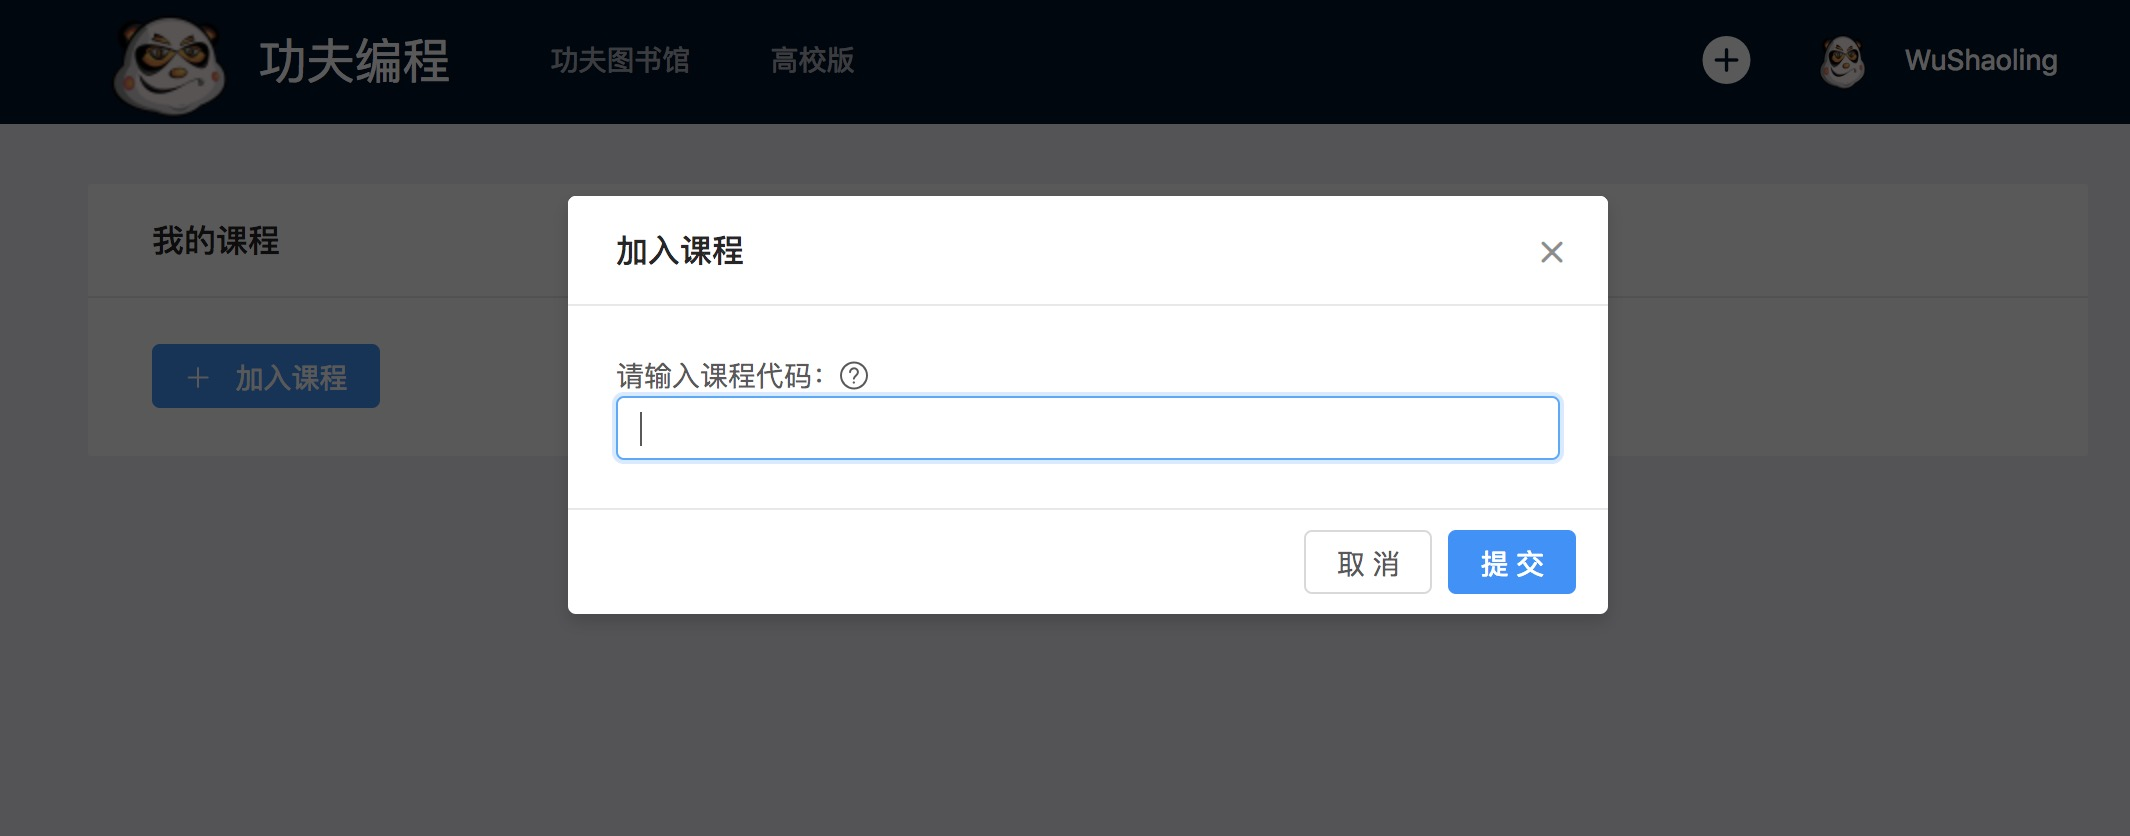 功夫编程
功夫图书馆
高校版
WuShaoling
我的课程
加入课程
加入课程
请输入课程代码：
取 消
提 交